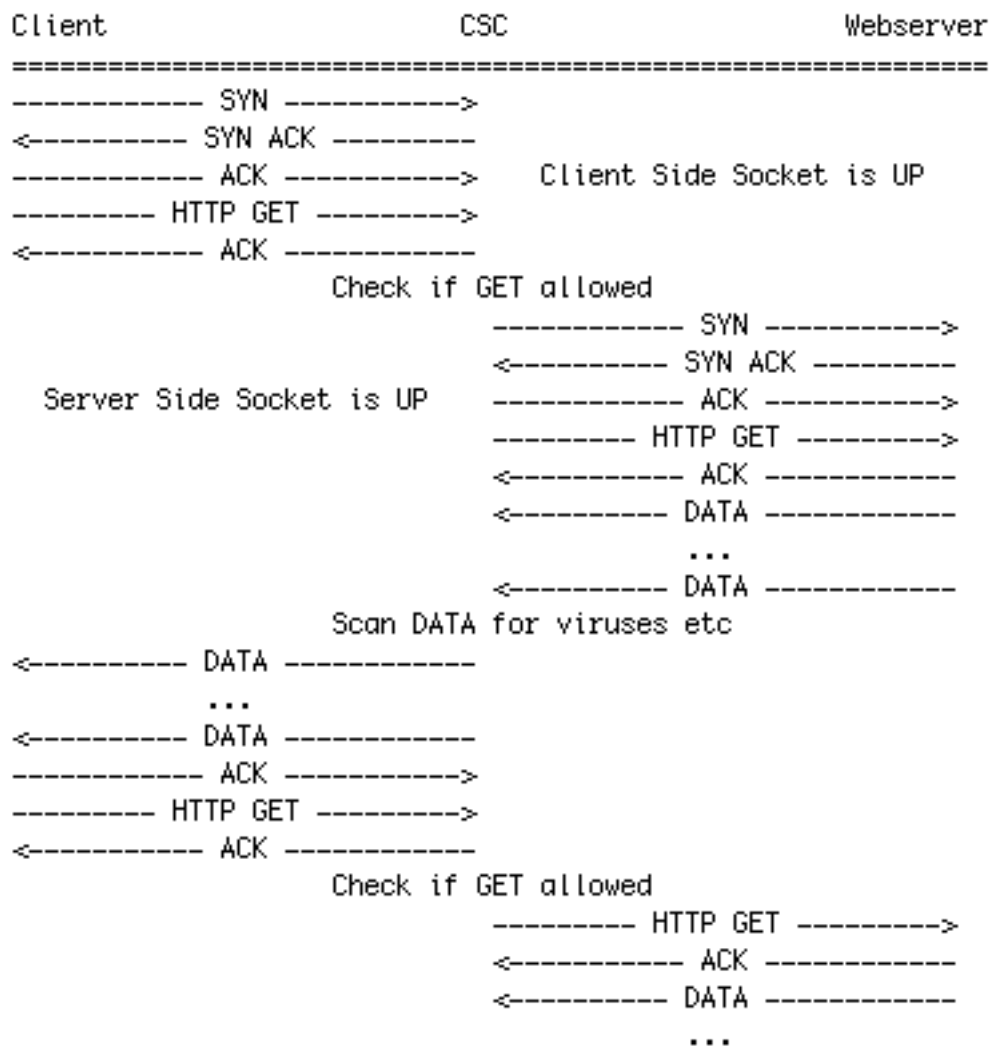 Client CSC Webserver
=============================================================
------------ SYN ----------->
<----------- SYN ACK ---------
------------ ACK -----------> Client Side Socket is UP
--------- HTTP GET --------->
<----------- ACK ------------
Check if GET allowed
------------ SYN ----------->
<---------- SYN ACK ---------
Server Side Socket is UP ------------ ACK ----------->
--------- HTTP GET --------->
<----------- ACK ------------
<---------- DATA ------------
...
<---------- DATA ------------
Scan DATA for viruses etc
<---------- DATA ------------
...
<---------- DATA ------------
------------ ACK ----------->
--------- HTTP GET --------->
<----------- ACK ------------
Check if GET allowed
--------- HTTP GET --------->
<----------- ACK ------------
<---------- DATA ------------
...